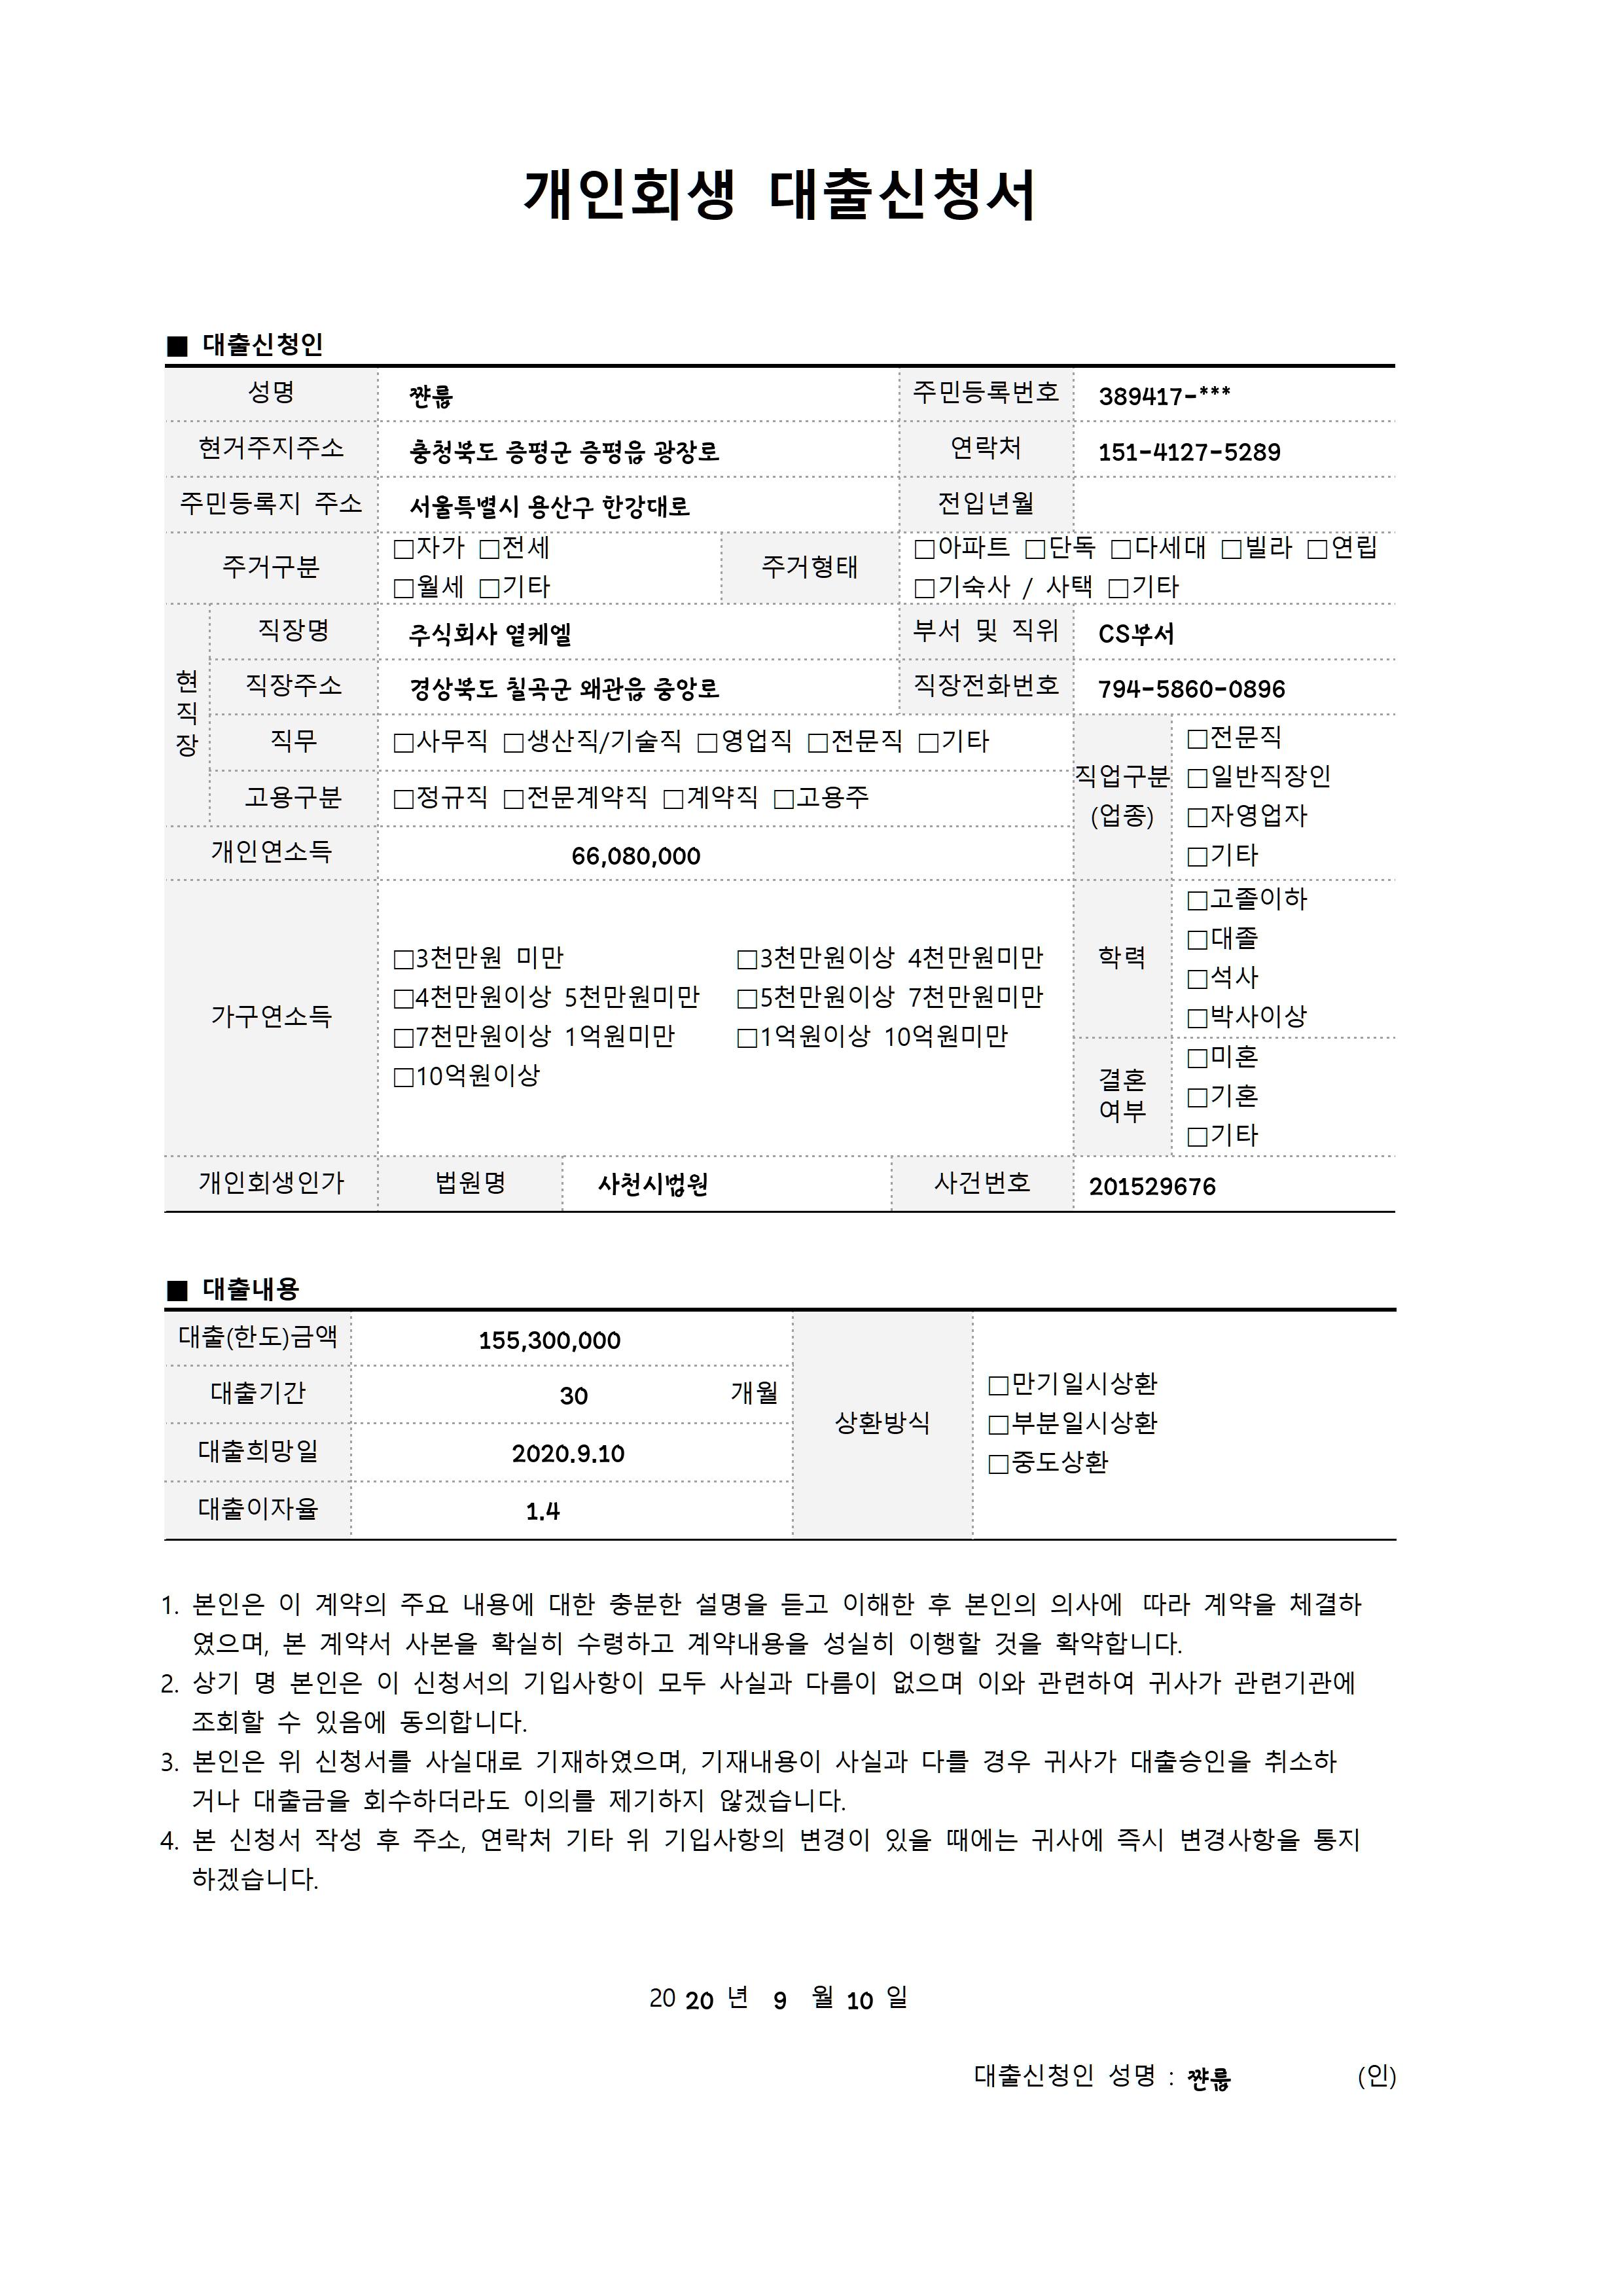 개인회생 대출신청서
■ 대출신청인
성명 쨘룶 주민등록번호 389417-***
현거주지주소 충청북도 증평군 증평읍 광장로 연락처 151-4127-5289
주민등록지 주소 서울특별시 용산구 한강대로 전입년월
주거구분 □자가 □전세 주거형태 □아파트 □단독 □다세대 □빌라 □연립
□월세 □기타 □기숙사 / 사택 □기타
현직장
직장명 주식회사 옅케엘 부서 및 직위 CS부서
직장주소 경상북도 칠곡군 왜관읍 중앙로 직장전화번호 794-5860-0896
직무 □사무직 □생산직/기술직 □영업직 □전문직 □기타
고용구분 □정규직 □전문계약직 □계약직 □고용주
직업구분
(업종)
□전문직
□일반직장인
□자영업자
□기타
개인연소득 66,080,000
가구연소득
□3천만원 미만 □3천만원이상 4천만원미만
□4천만원이상 5천만원미만 □5천만원이상 7천만원미만
□7천만원이상 1억원미만 □1억원이상 10억원미만
□10억원이상
학력
□고졸이하
□대졸
□석사
□박사이상
결혼
여부
□미혼
□기혼
□기타
개인회생인가 법원명 사천시법원 사건번호 201529676
■ 대출내용
대출(한도)금액 155,300,000
대출기간 30 개월
대출희망일 2020.9.10
대출이자율 1.4
상환방식
□만기일시상환
□부분일시상환
□중도상환
1. 본인은 이 계약의 주요 내용에 대한 충분한 설명을 듣고 이해한 후 본인의 의사에 따라 계약을 체결하
였으며, 본 계약서 사본을 확실히 수령하고 계약내용을 성실히 이행할 것을 확약합니다.
2. 상기 명 본인은 이 신청서의 기입사항이 모두 사실과 다름이 없으며 이와 관련하여 귀사가 관련기관에
조회할 수 있음에 동의합니다.
3. 본인은 위 신청서를 사실대로 기재하였으며, 기재내용이 사실과 다를 경우 귀사가 대출승인을 취소하
거나 대출금을 회수하더라도 이의를 제기하지 않겠습니다.
4. 본 신청서 작성 후 주소, 연락처 기타 위 기입사항의 변경이 있을 때에는 귀사에 즉시 변경사항을 통지
하겠습니다.
20 20 년 9 월 10 일
대출신청인 성명 : 쨘룶 (인)